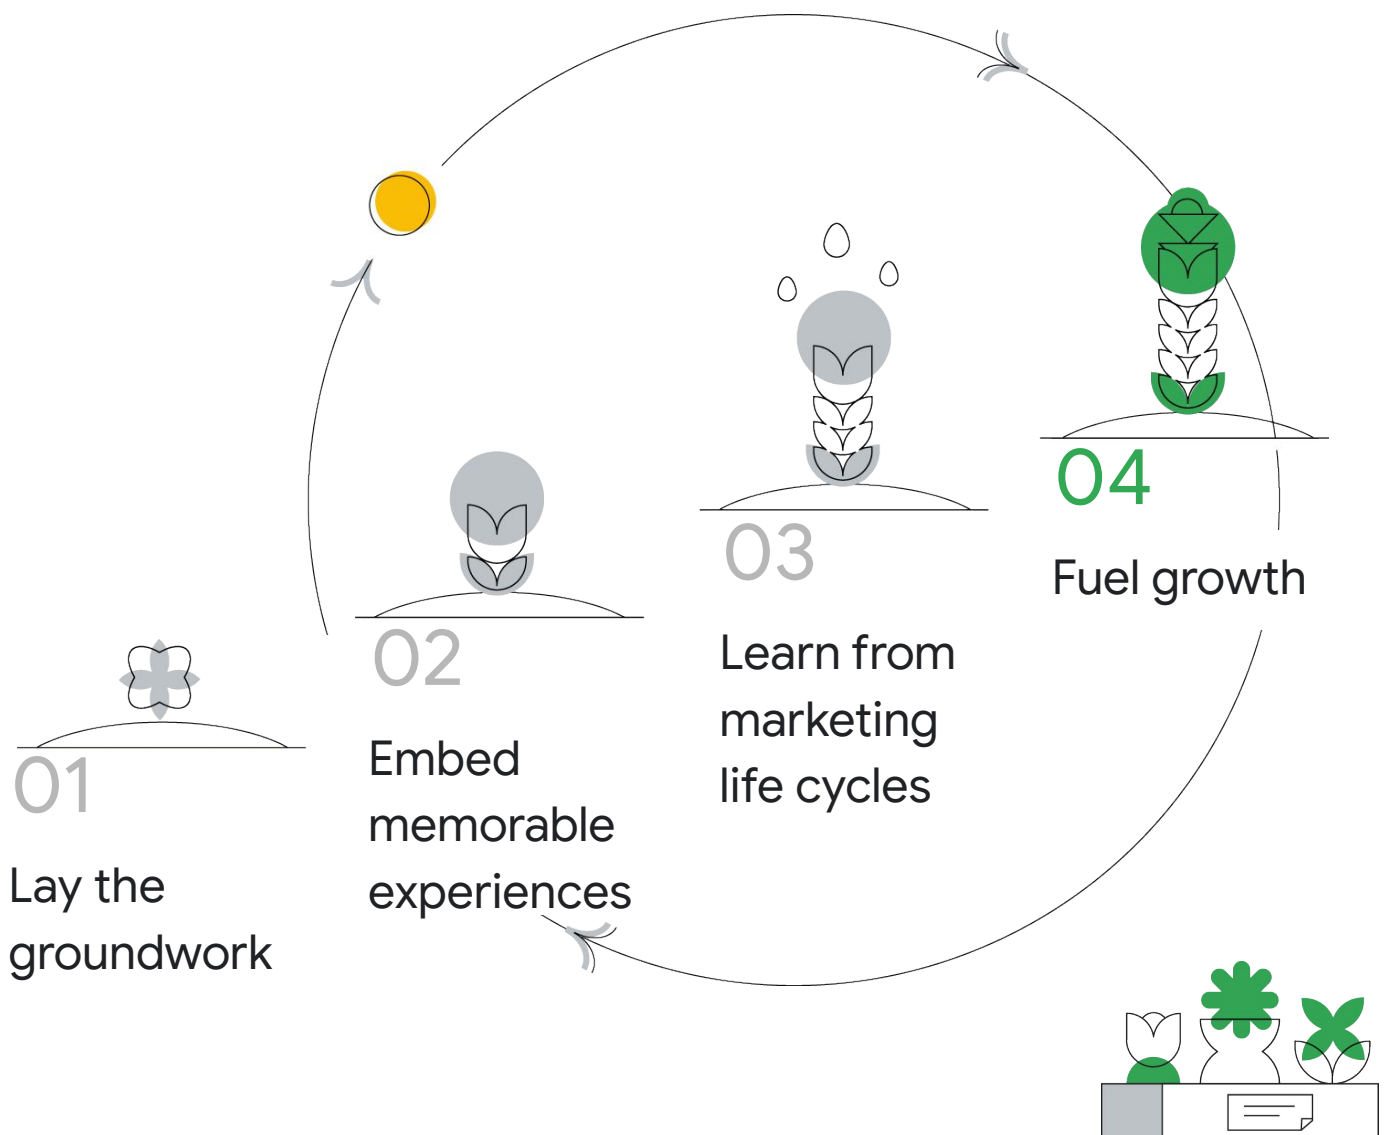 01
Lay the
groundwork
02
Embed
memorable
experiences
03
Learn from
marketing
life cycles
04
Fuel growth